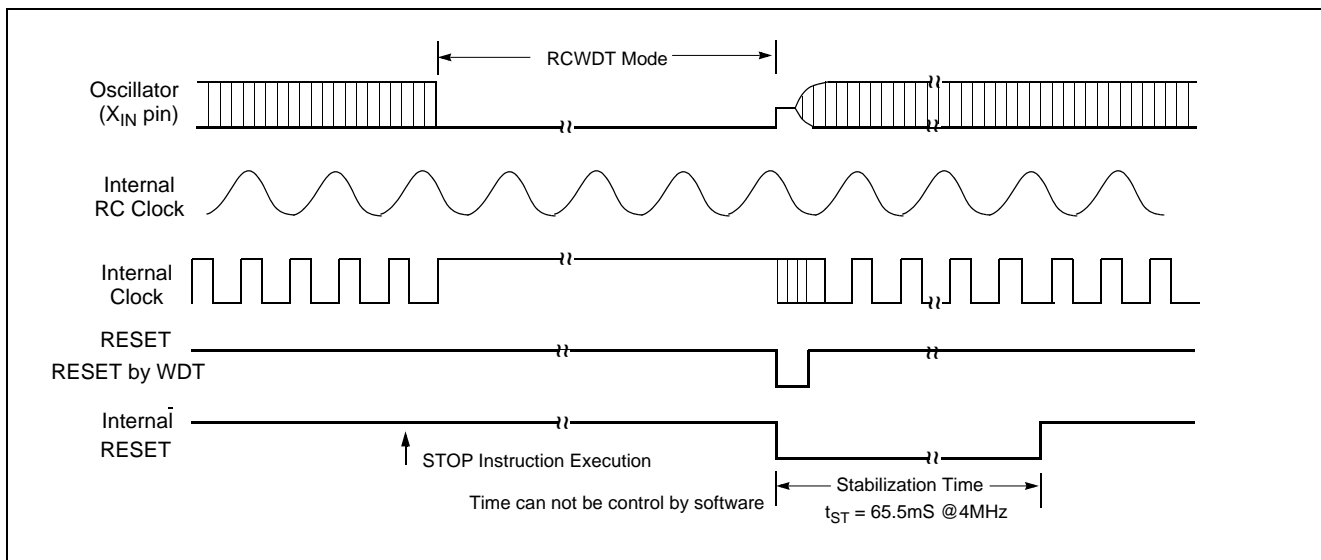 RCWDT Mode
Oscillator
(XIN pin)
Internal
RC Clock
Internal
Clock
RESET
RESET by WDT
Internal
RESET
STOP Instruction Execution
Time can not be control by software
Stabilization Time
tST = 65.5mS @4MHz